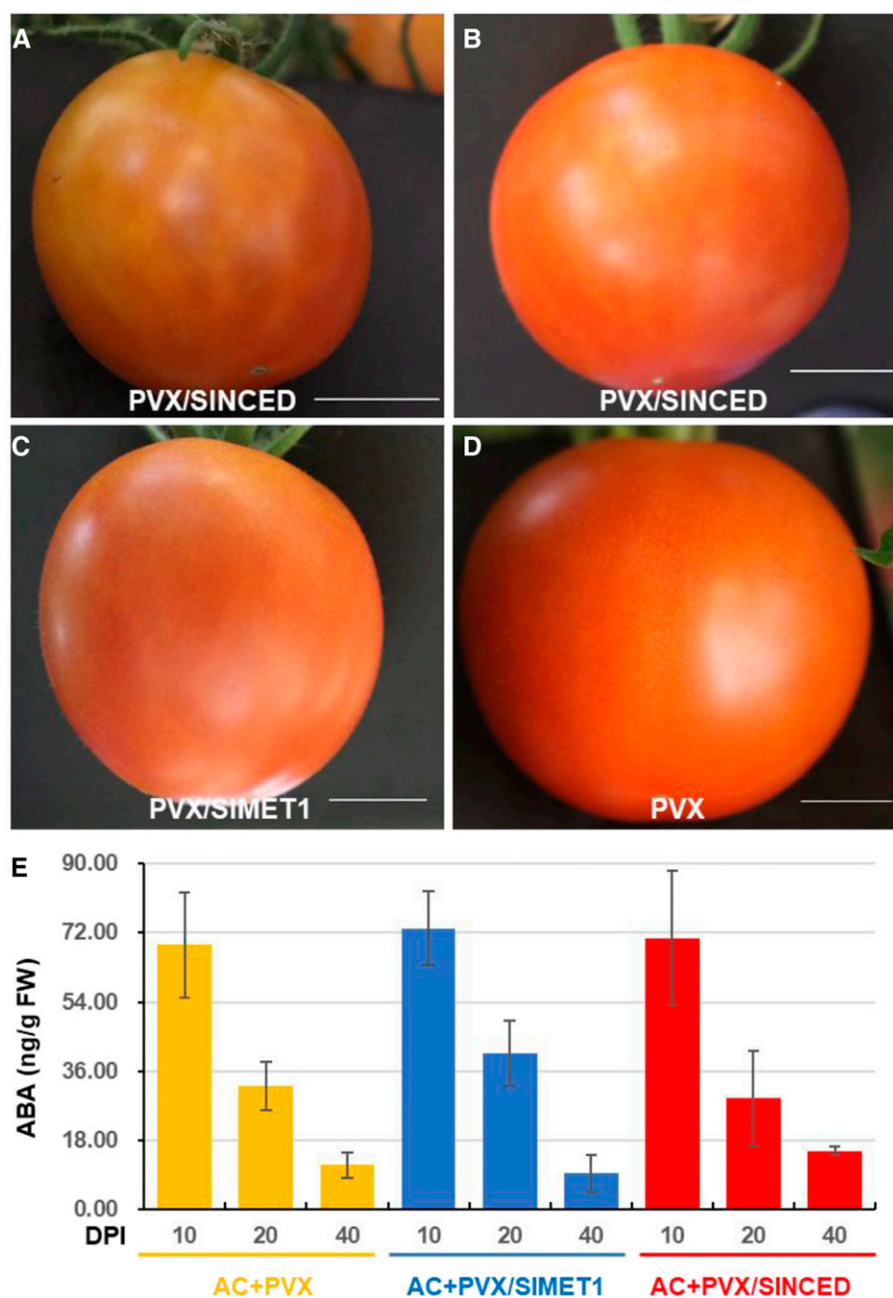 A
B
PVX/SlNCED
PVX/SlNCED
C
D
PVX/SlMET1
PVX
E
90.00
72.00
54.00
36.00
18.00
0.00
ABA (ng/g FW)
DPI 10 20 40 10 20 40 10 20 40
AC+PVX AC+PVX/SlMET1 AC+PVX/SlNCED